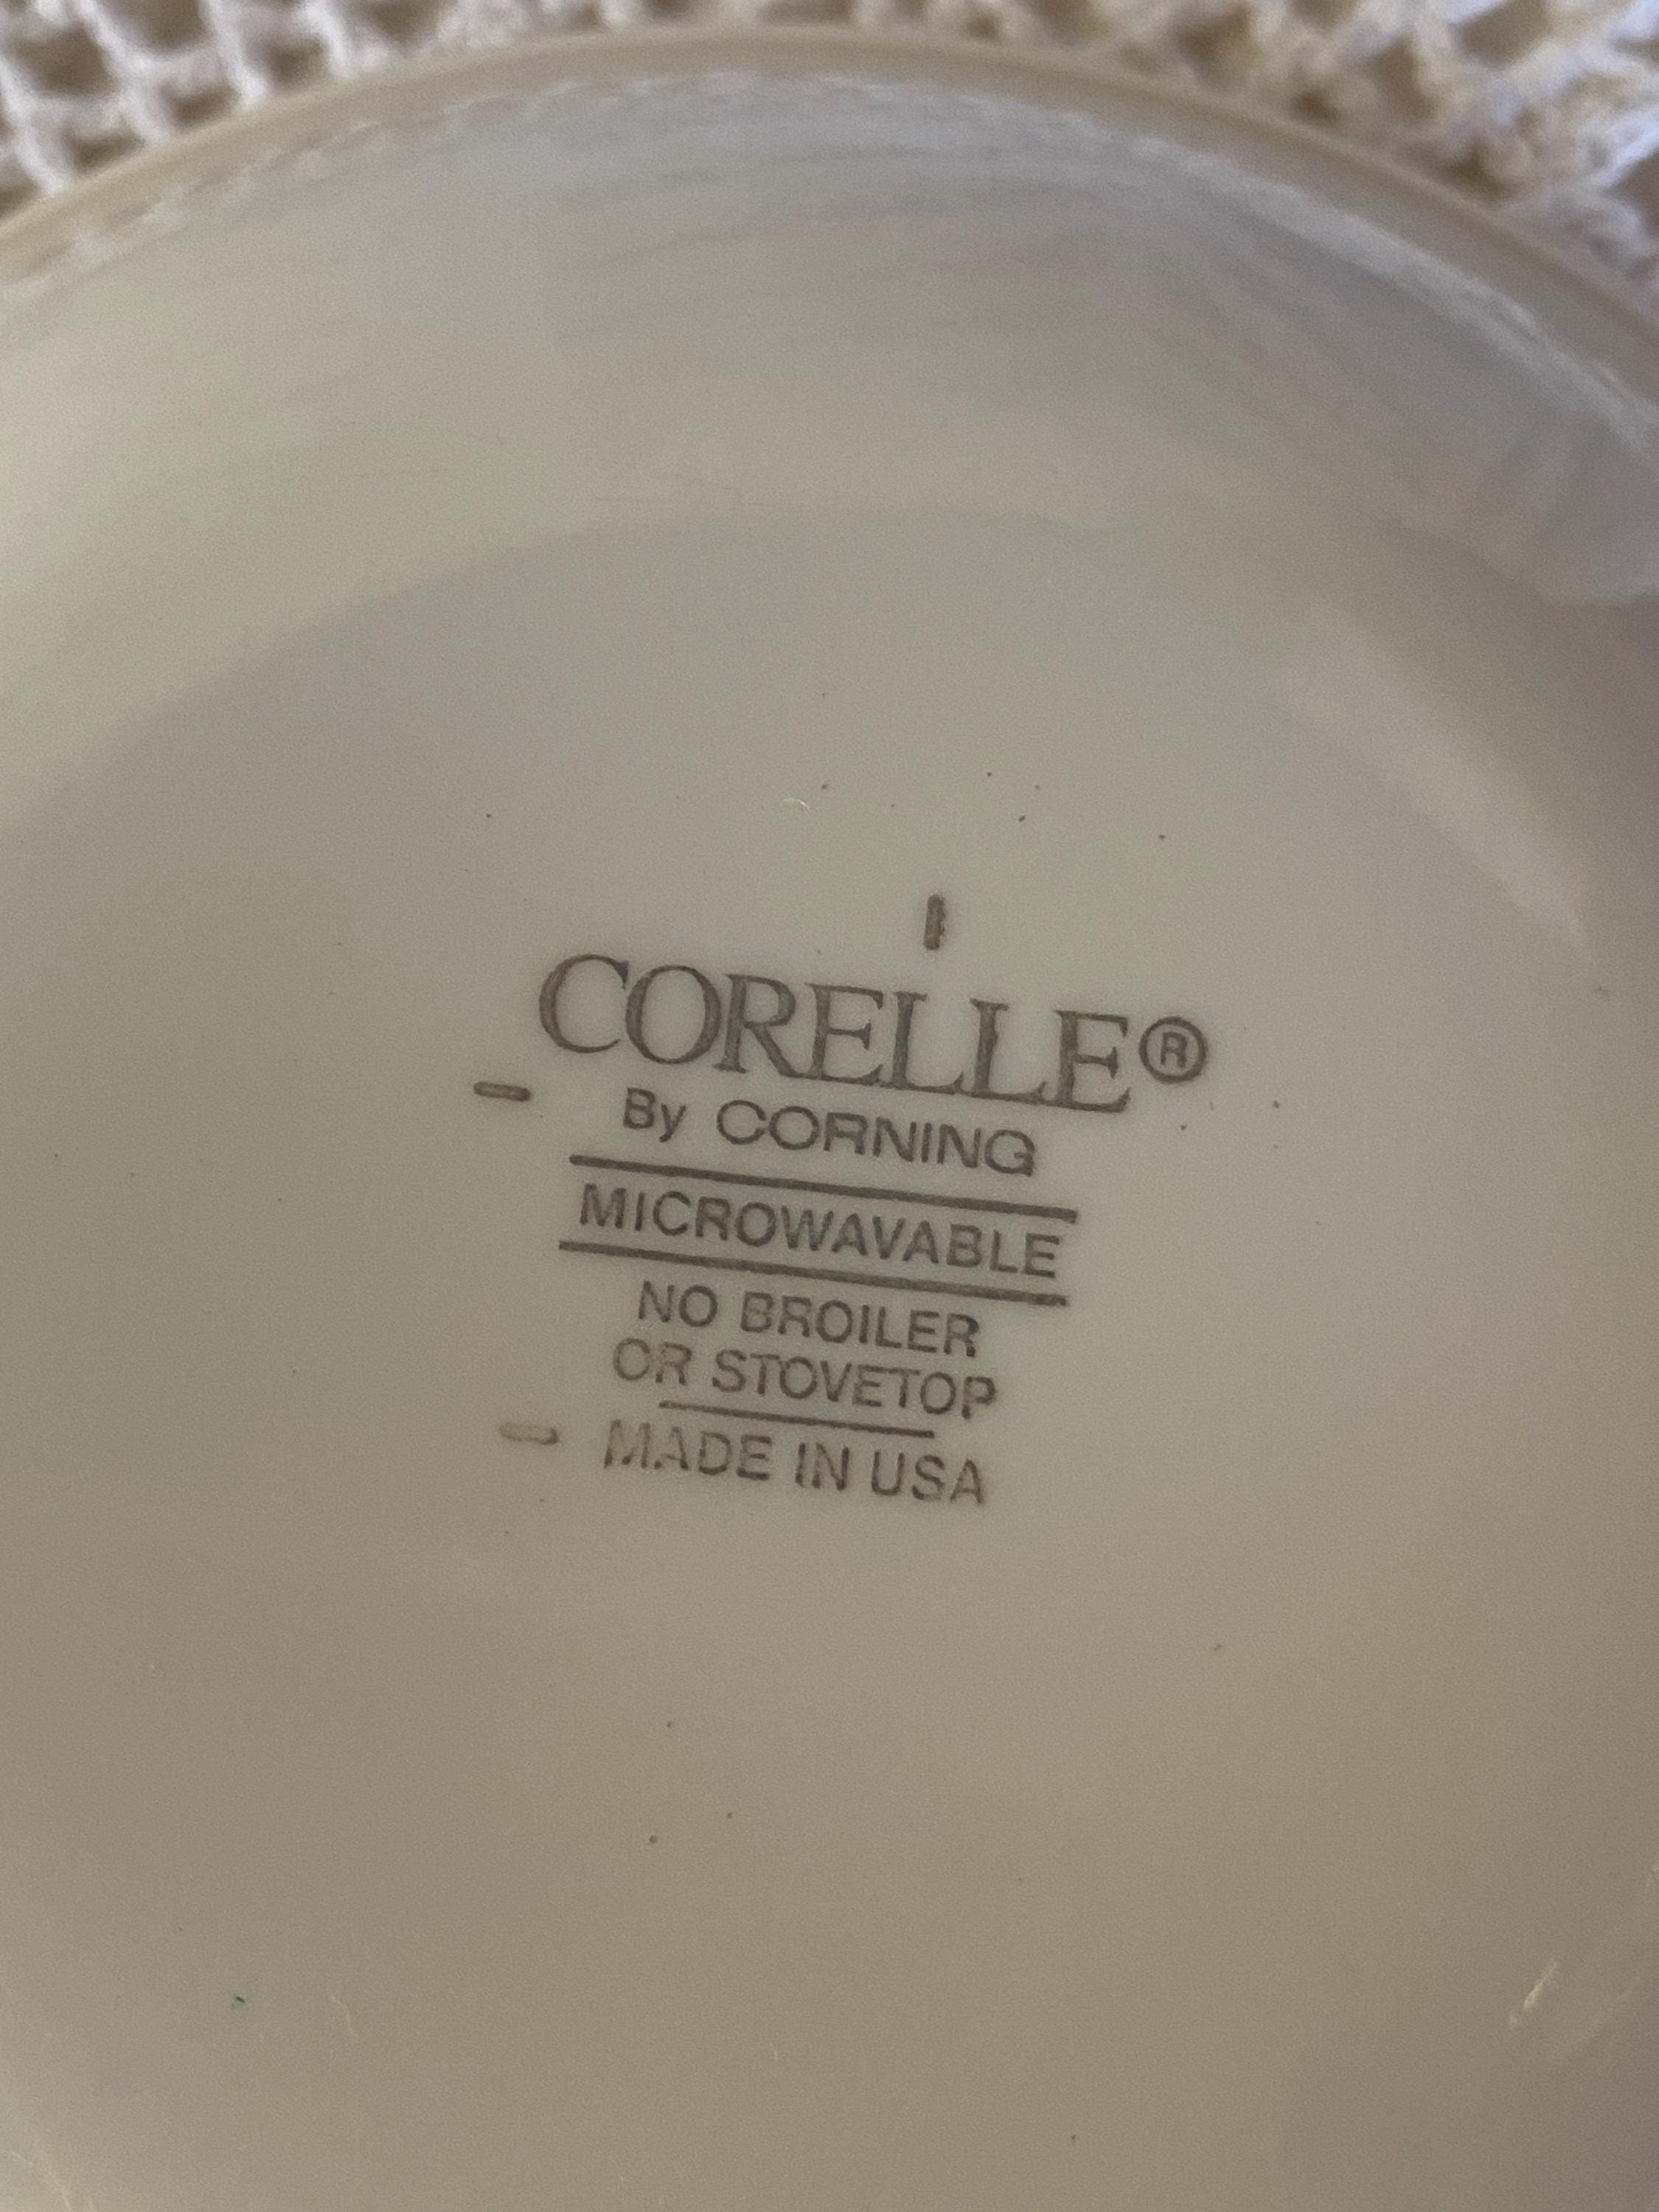 CORELLE®
By CORNING
MICROWAVABLE
NO BROILER
OR STOVETOP
MADE IN USA